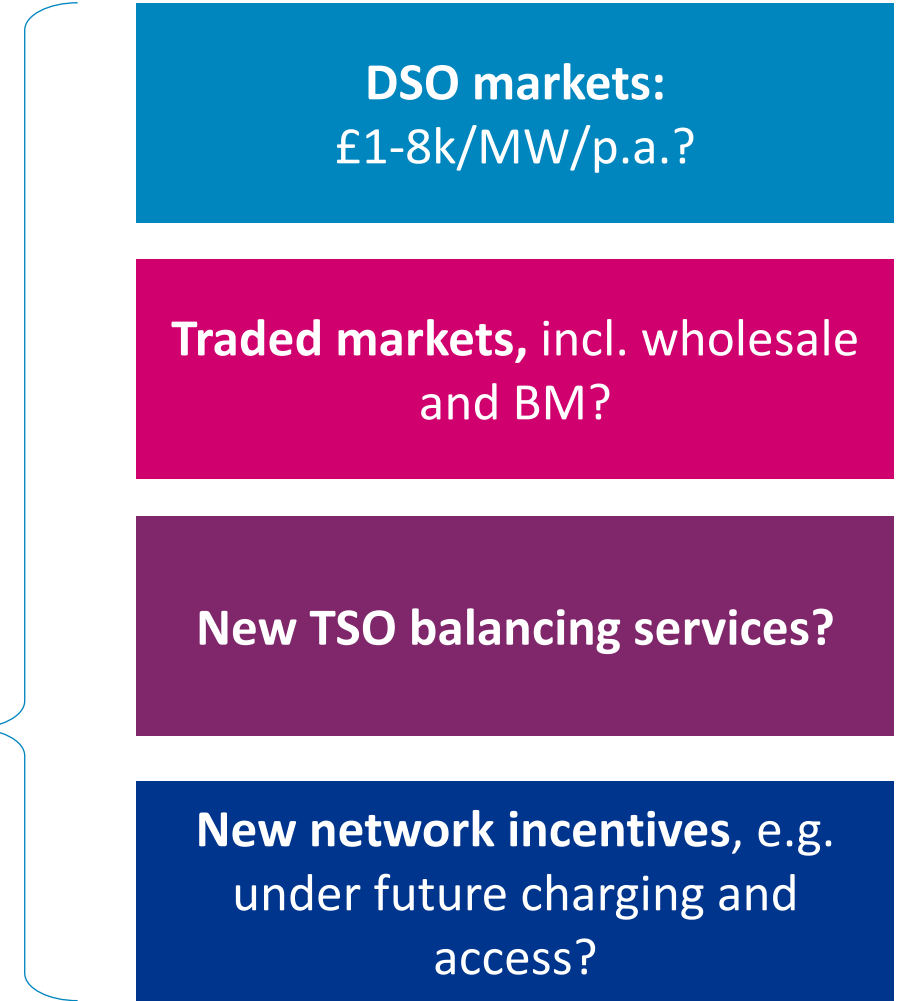 DSO markets:
£1-8k/MW/p.a.?
Traded markets, incl. wholesale
and BM?
New TSO balancing services?
New network incentives, e.g.
under future charging and
access?